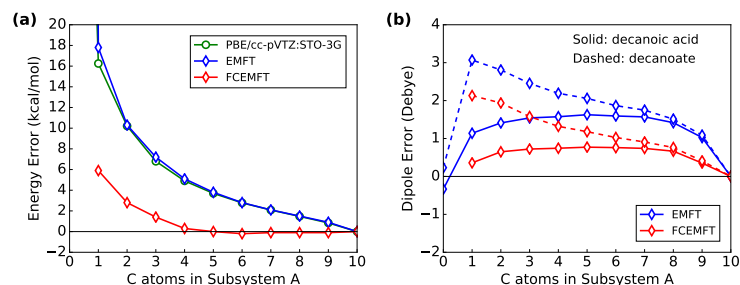 (a)
Energy Error (kcal/mol)
20
18
16
14
12
10
8
6
4
2
0
−2
PBE/cc-pVTZ:STO-3G
EMFT
FCEMFT
0 1 2 3 4 5 6 7 8 9 10
C atoms in Subsystem A
(b)
Dipole Error (Debye)
4
3
2
1
0
−1
−2
Solid: decanoic acid
Dashed: decanoate
EMFT
FCEMFT
0 1 2 3 4 5 6 7 8 9 10
C atoms in Subsystem A